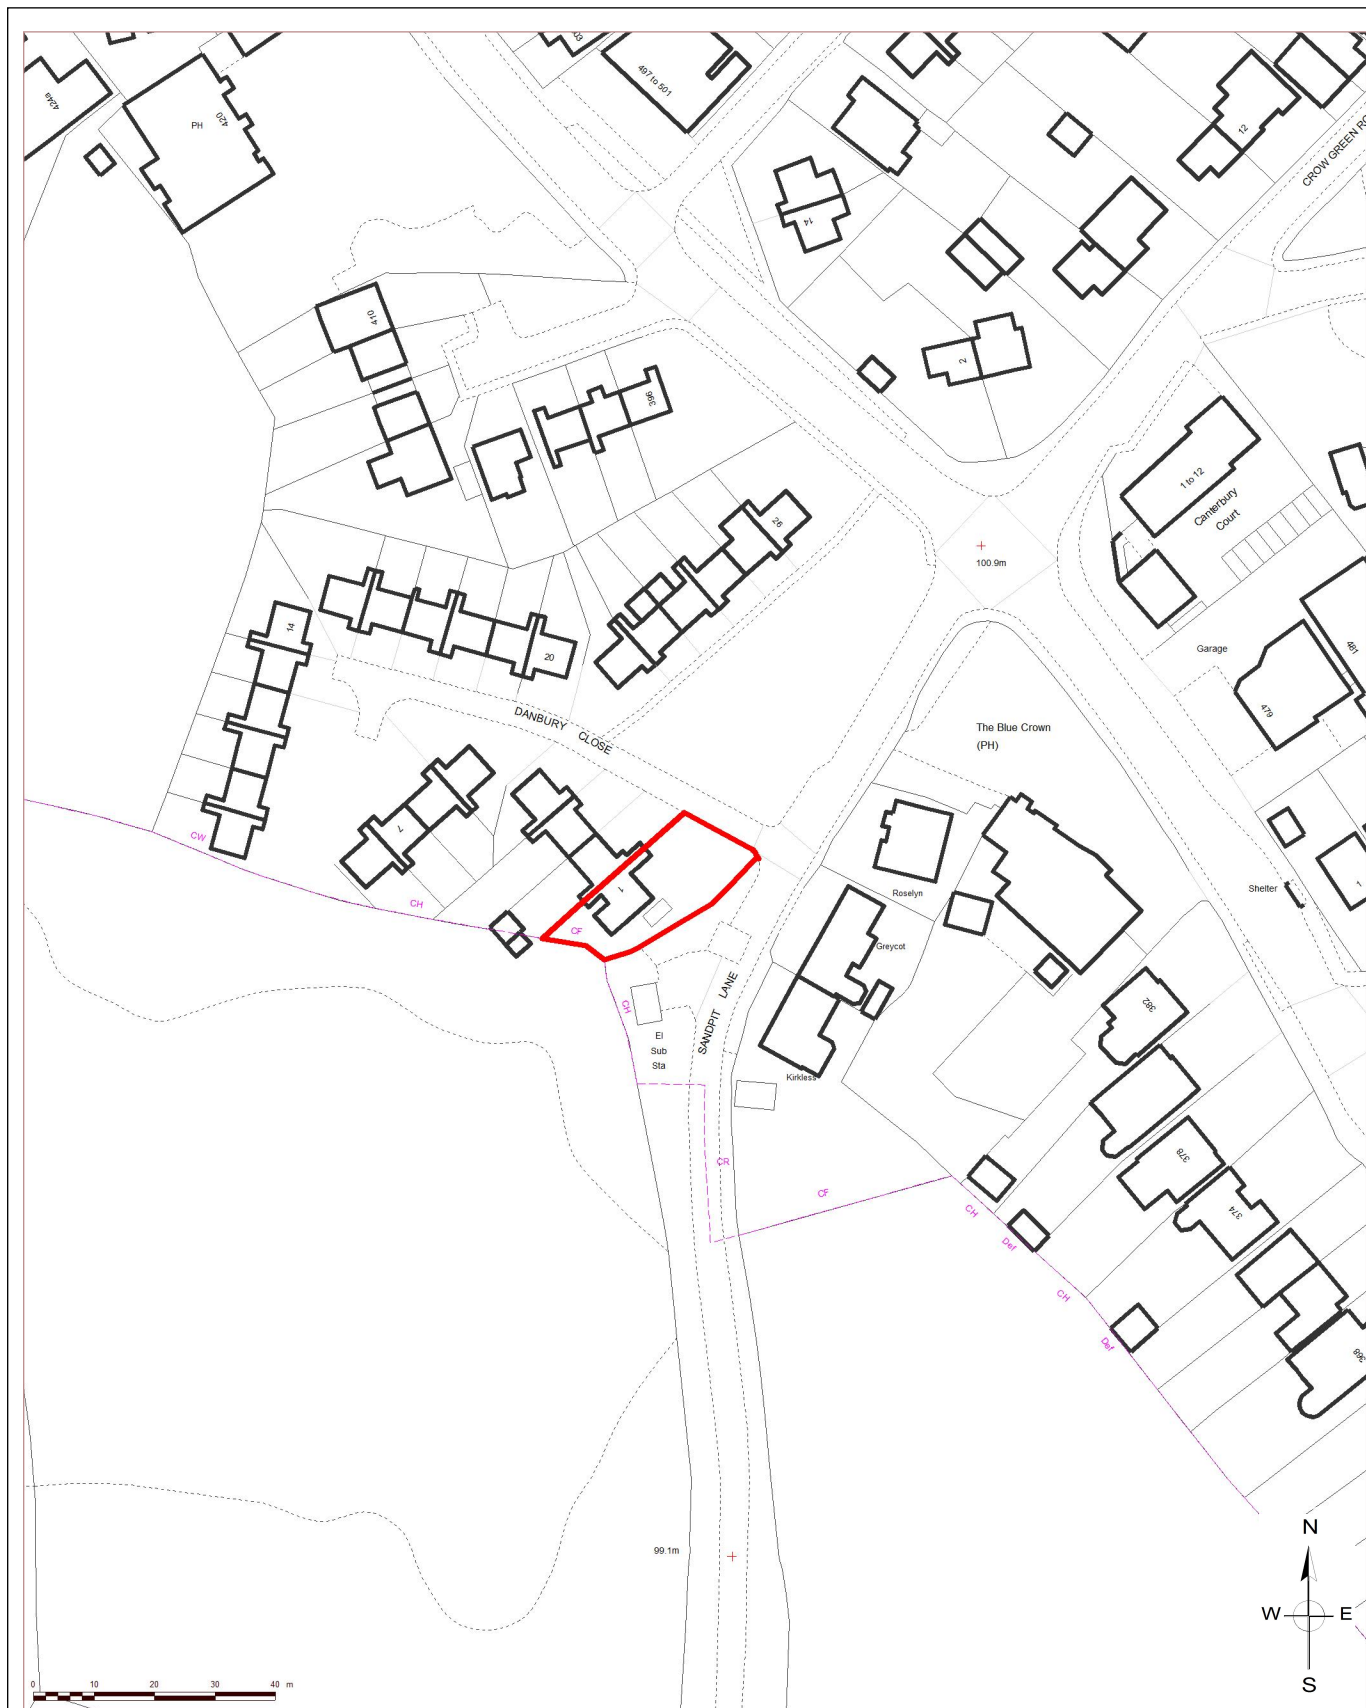 497 to 501
03
424a
420
PH
12
CROW GREEN RO
14
410
2
396
1 to 12
Canterbury
Court
26
100.9m
14
20
Garage
481
479
DANBURY CLOSE
The Blue Crown
(PH)
7
CW
CH
1
CF
Roselyn
Shelter
1
Greycot
SANDPIT LANE
CH
El
Sub
Sta
382
Kirkless
378
CR
CF
374
CH
Def
CH
Def
368
99.1m
N
W E
S
0 10 20 30 40 m